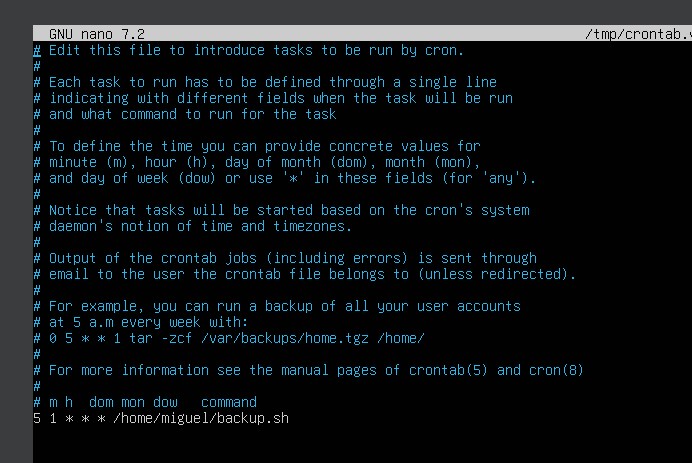 GNU nano 7.2 /tmp/crontab.
# Edit this file to introduce tasks to be run by cron.
#
# Each task to run has to be defined through a single line
# indicating with different fields when the task will be run
# and what command to run for the task
#
# To define the time you can provide concrete values for
# minute (m), hour (h), day of month (dom), month (mon),
# and day of week (dow) or use '*' in these fields (for 'any').
#
# Notice that tasks will be started based on the cron's system
# daemon's notion of time and timezones.
#
# Output of the crontab jobs (including errors) is sent through
# email to the user the crontab file belongs to (unless redirected).
#
# For example, you can run a backup of all your user accounts
# at 5 a.m every week with:
# 0 5 * * 1 tar -zcf /var/backups/home.tgz /home/
#
# For more information see the manual pages of crontab(5) and cron(8)
#
# m h  dom mon dow   command
5 1 * * * /home/miguel/backup.sh